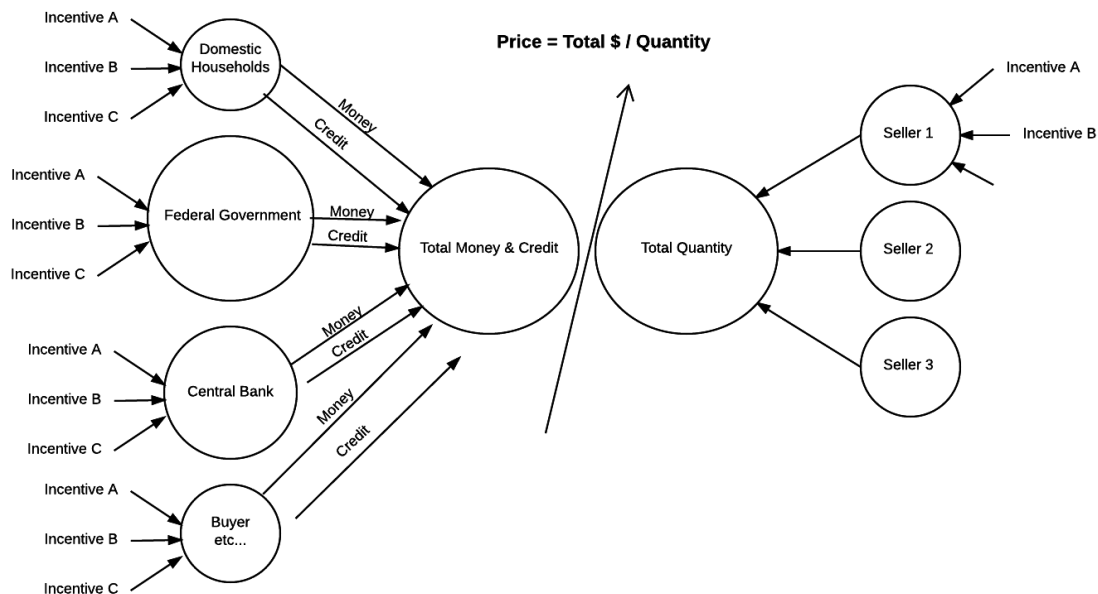 Price = Total $ / Quantity
Incentive A
Incentive B
Incentive C
Domestic
Households
Money
Credit
Incentive A
Incentive B
Incentive C
Federal Government
Money
Credit
Incentive A
Incentive B
Incentive C
Central Bank
Money
Credit
Incentive A
Incentive B
Incentive C
Buyer
etc...
Money
Credit
Total Money & Credit
Total Quantity
Seller 1
Incentive A
Incentive B
Seller 2
Seller 3